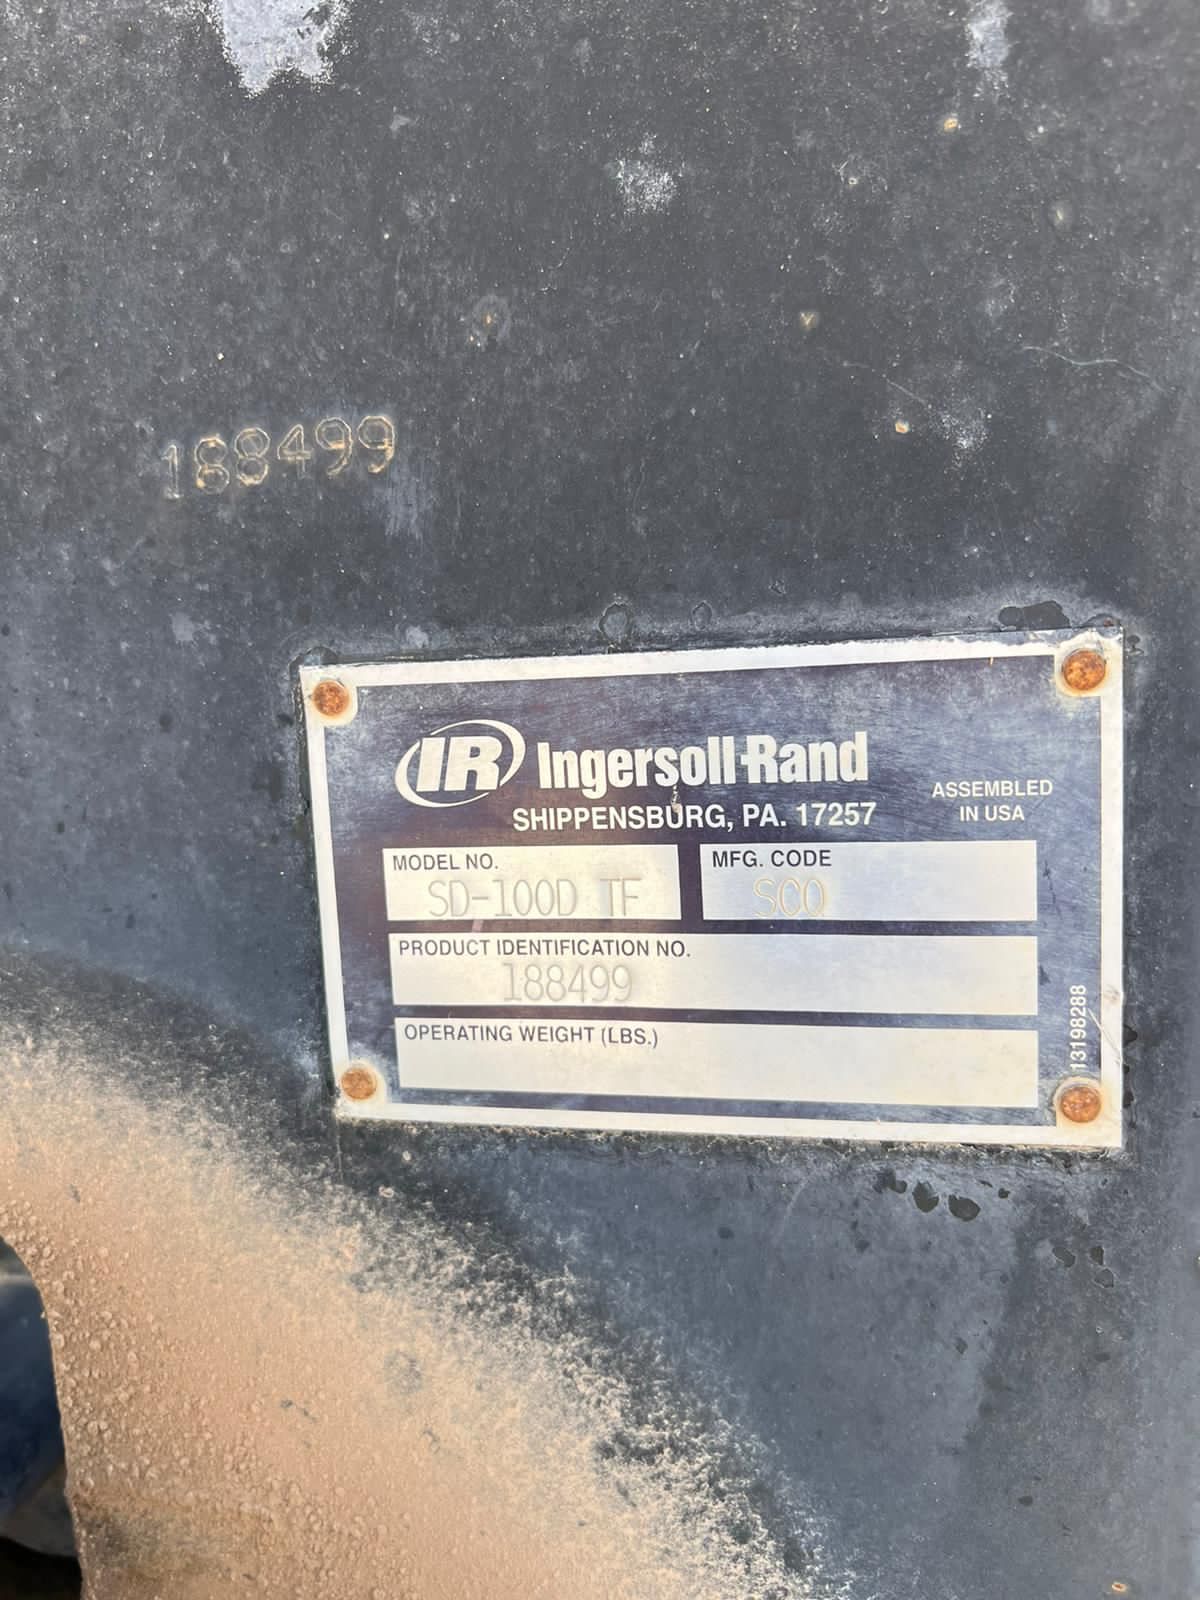 188499
IR Ingersoll-Rand
SHIPPENSBURG, PA. 17257
ASSEMBLED
IN USA
MODEL NO.
SD-100D TF
MFG. CODE
SCQ
PRODUCT IDENTIFICATION NO.
188499
OPERATING WEIGHT (LBS.)
13198288